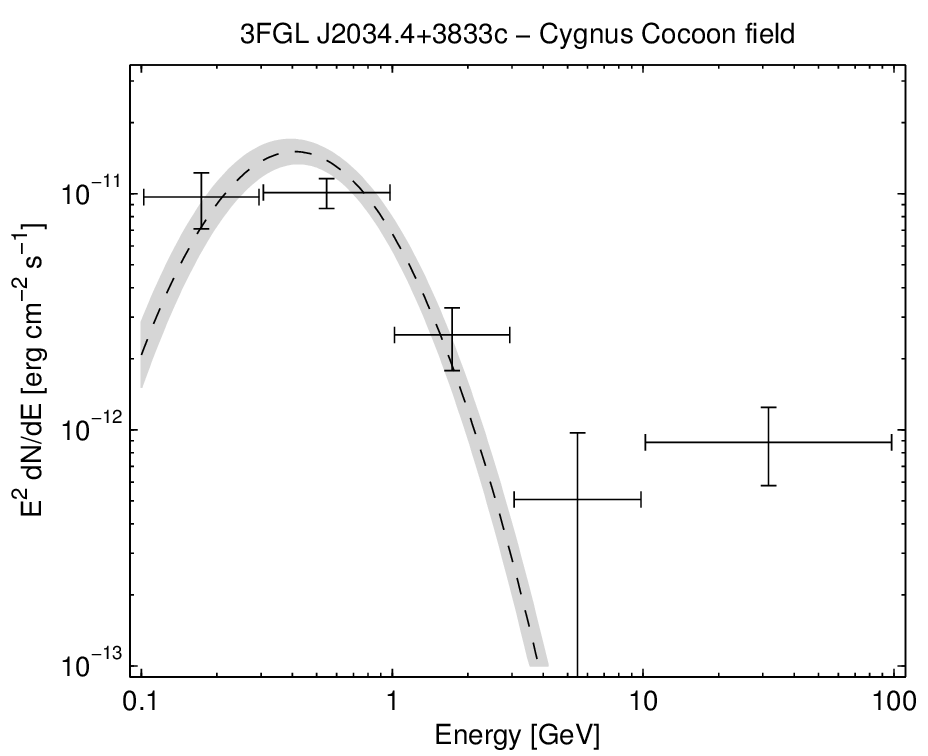 3FGL J2034.4+3833c − Cygnus Cocoon field
E² dN/dE [erg cm⁻² s⁻¹]
10⁻¹¹
10⁻¹²
10⁻¹³
0.1 1 10 100
Energy [GeV]